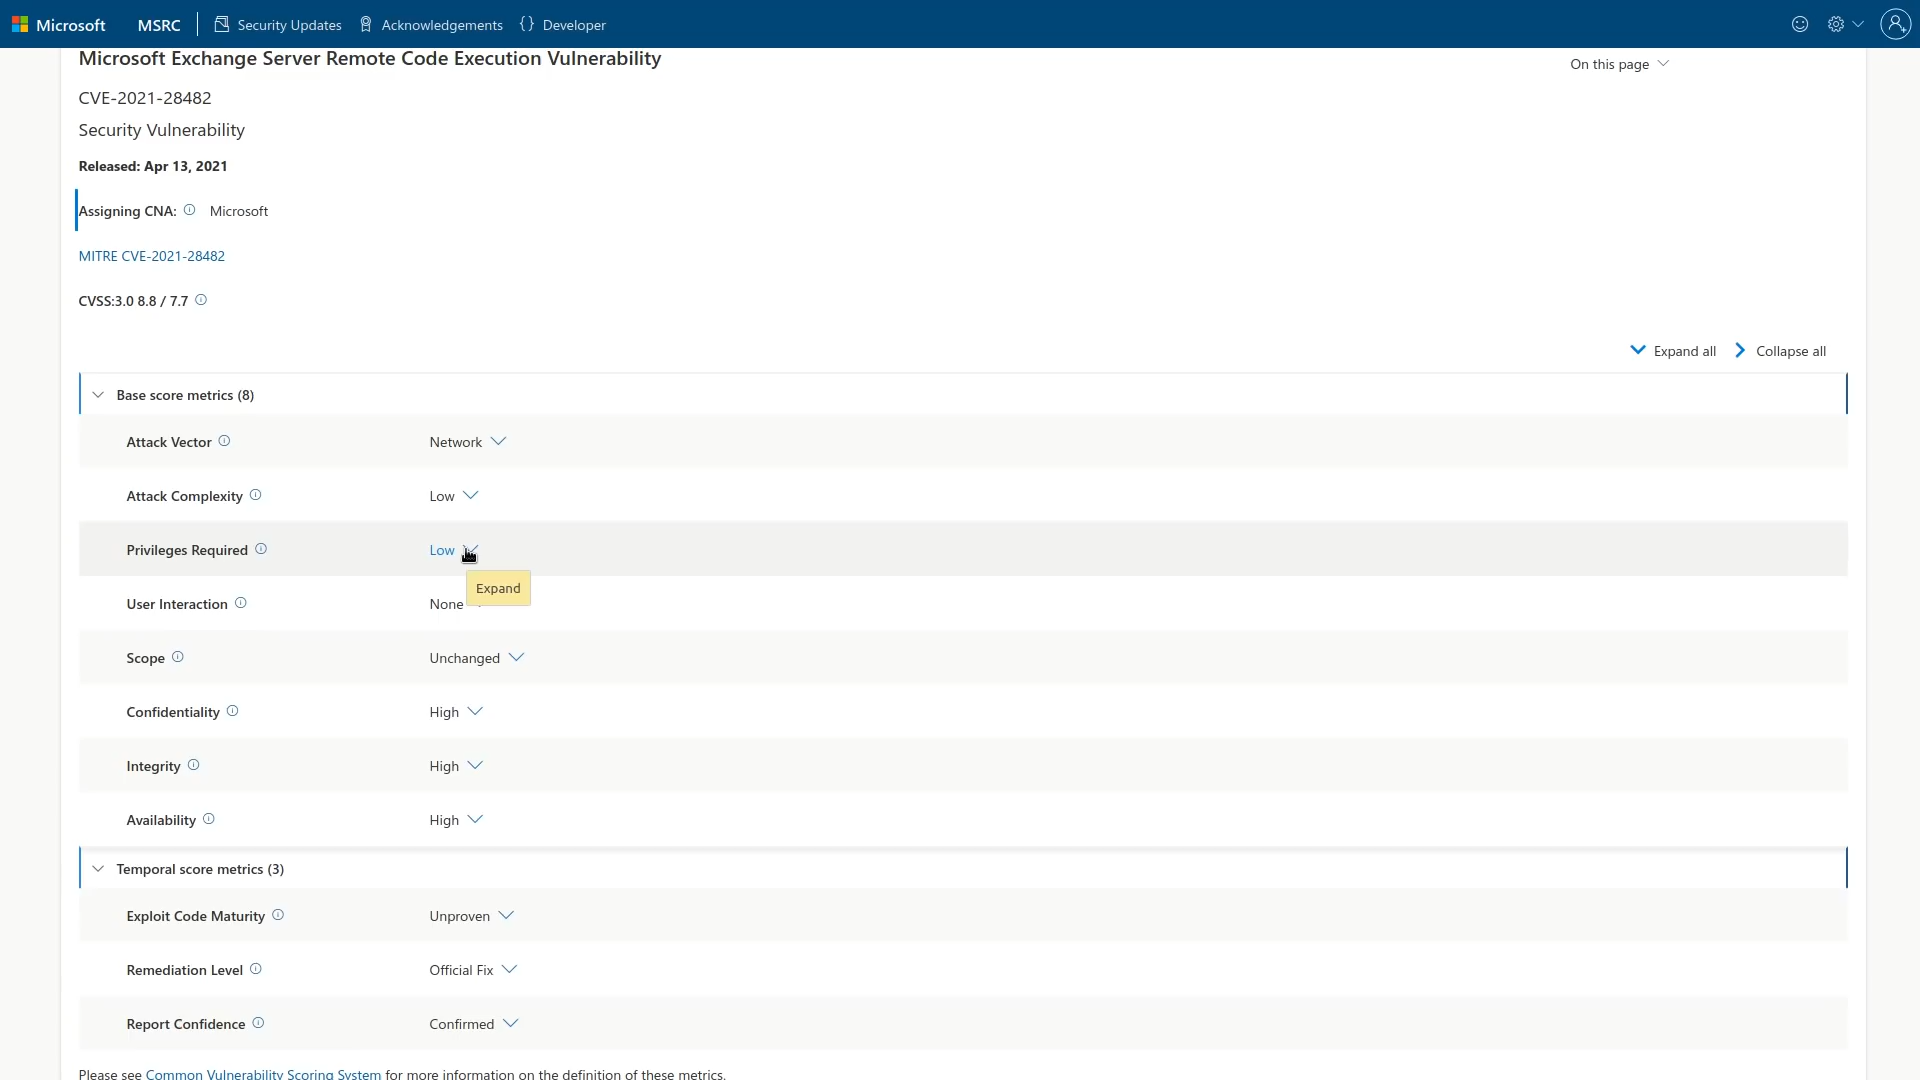 Microsoft MSRC Security Updates Acknowledgements {} Developer
Microsoft Exchange Server Remote Code Execution Vulnerability
On this page
CVE-2021-28482
Security Vulnerability
Released: Apr 13, 2021
Assigning CNA: Microsoft
MITRE CVE-2021-28482
CVSS:3.0 8.8 / 7.7
Expand all Collapse all
Base score metrics (8)
Attack Vector Network
Attack Complexity Low
Privileges Required Low
Expand
User Interaction None
Scope Unchanged
Confidentiality High
Integrity High
Availability High
Temporal score metrics (3)
Exploit Code Maturity Unproven
Remediation Level Official Fix
Report Confidence Confirmed
Please see Common Vulnerability Scoring System for more information on the definition of these metrics.